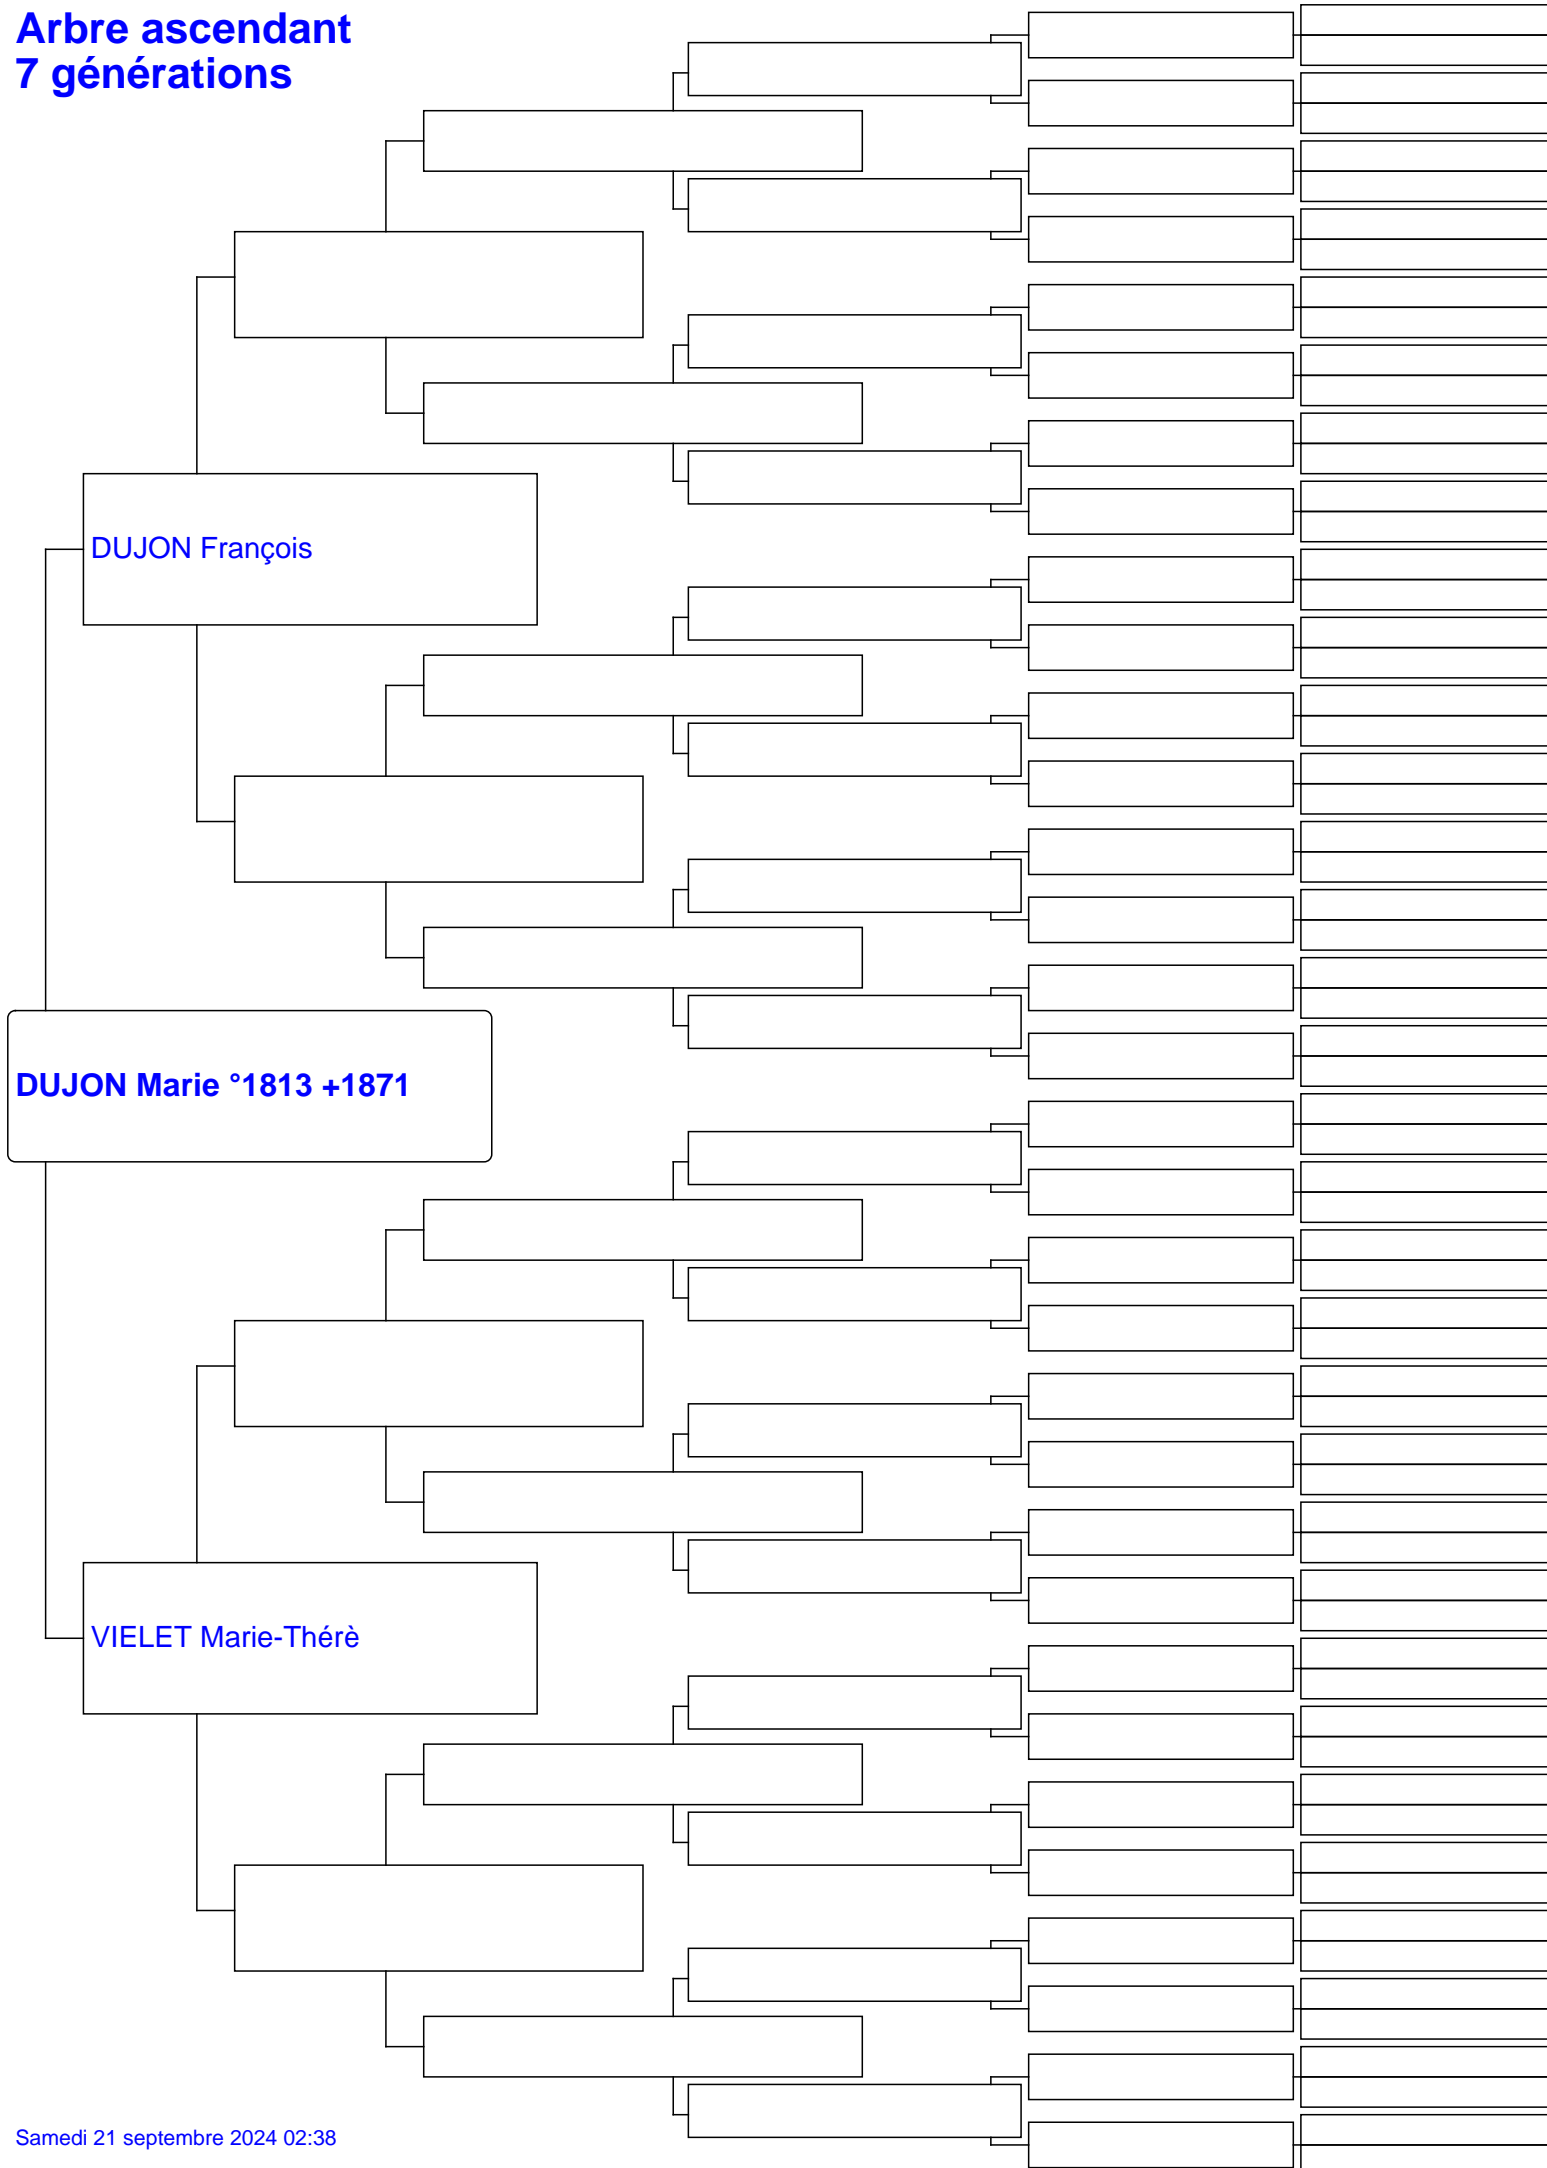 Arbre ascendant
7 générations
DUJON François
DUJON Marie °1813 +1871
VIELET Marie-Thérè
Samedi 21 septembre 2024 02:38